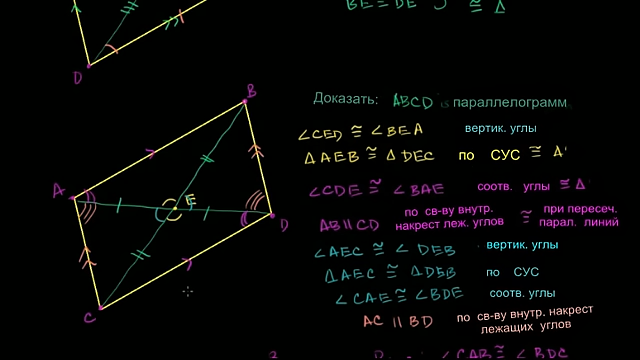 BE ≅ DE ≅ Δ
D
B
A
E
D
C
Доказать: ABCD is параллелограмм
∠CED ≅ ∠BEA вертик. углы
ΔAEB ≅ ΔDEC по СУС ≅ Δ'
∠CDE ≅ ∠BAE соотв. углы ≅ Δ
AB ∥ CD по св-ву внутр. накрест леж. углов ≅ при пересеч. парал. линий
∠AEC ≅ ∠DEB вертик. углы
ΔAEC ≅ ΔDEB по СУС
∠CAE ≅ ∠BDE соотв. углы
AC ∥ BD по св-ву внутр. накрест лежащих углов
∠CAB ≅ ∠BDC